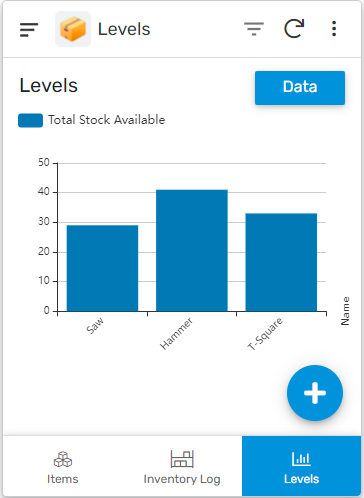 Levels
Levels
Data
Total Stock Available
50
40
30
20
10
0
Saw
Hammer
T-Square
Name
Items
Inventory Log
Levels